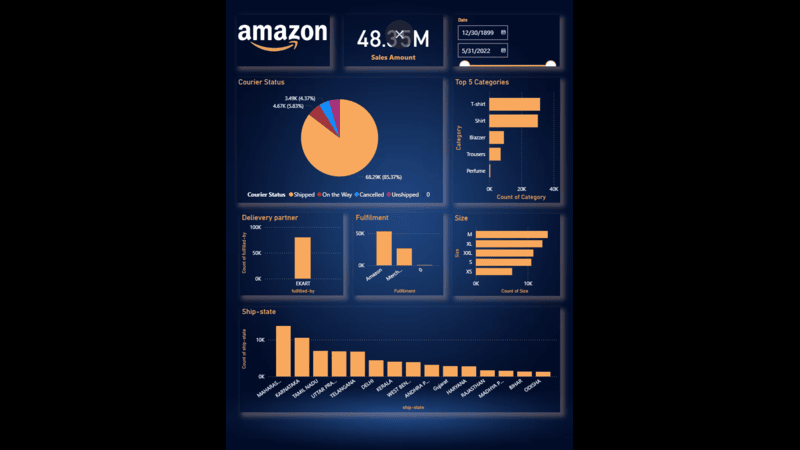 amazon
48.35M
Sales Amount
Date
12/30/1899
5/31/2022
Courier Status
3.49K (4.37%)
4.67K (5.83%)
68.29K (85.37%)
Courier Status Shipped On the Way Cancelled Unshipped 0
Top 5 Categories
Category
T-shirt
Shirt
Blazzer
Trousers
Perfume
0K 20K 40K
Count of Category
Delievery partner
Count of fulfilled-by
100K
50K
0K
EKART
fulfilled-by
Fulfilment
50K
0K
Amazon
Merch...
0
Fulfilment
Size
Size
M
XL
XXL
S
XS
0K 10K
Count of Size
Ship-state
Count of ship-state
10K
0K
MAHARAS...
KARNATAKA
TAMIL NADU
UTTAR PRA...
TELANGANA
DELHI
KERALA
WEST BEN...
ANDHRA P...
Gujarat
HARYANA
RAJASTHAN
MADHYA P...
BIHAR
ODISHA
ship-state